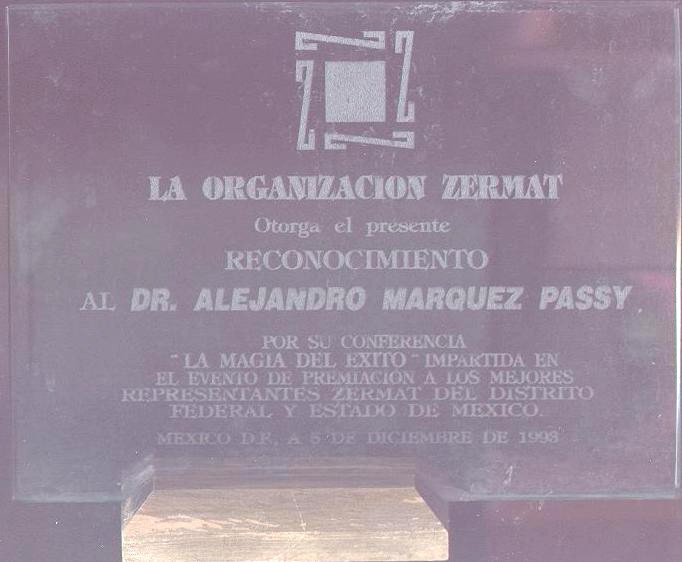 LA ORGANIZACION ZERMAT
Otorga el presente
RECONOCIMIENTO
AL DR. ALEJANDRO MARQUEZ PASSY
POR SU CONFERENCIA
"LA MAGIA DEL EXITO" IMPARTIDA EN
EL EVENTO DE PREMIACION A LOS MEJORES
REPRESENTANTES ZERMAT DEL DISTRITO
FEDERAL Y ESTADO DE MEXICO.
MEXICO D.F., A 5 DE DICIEMBRE DE 1993